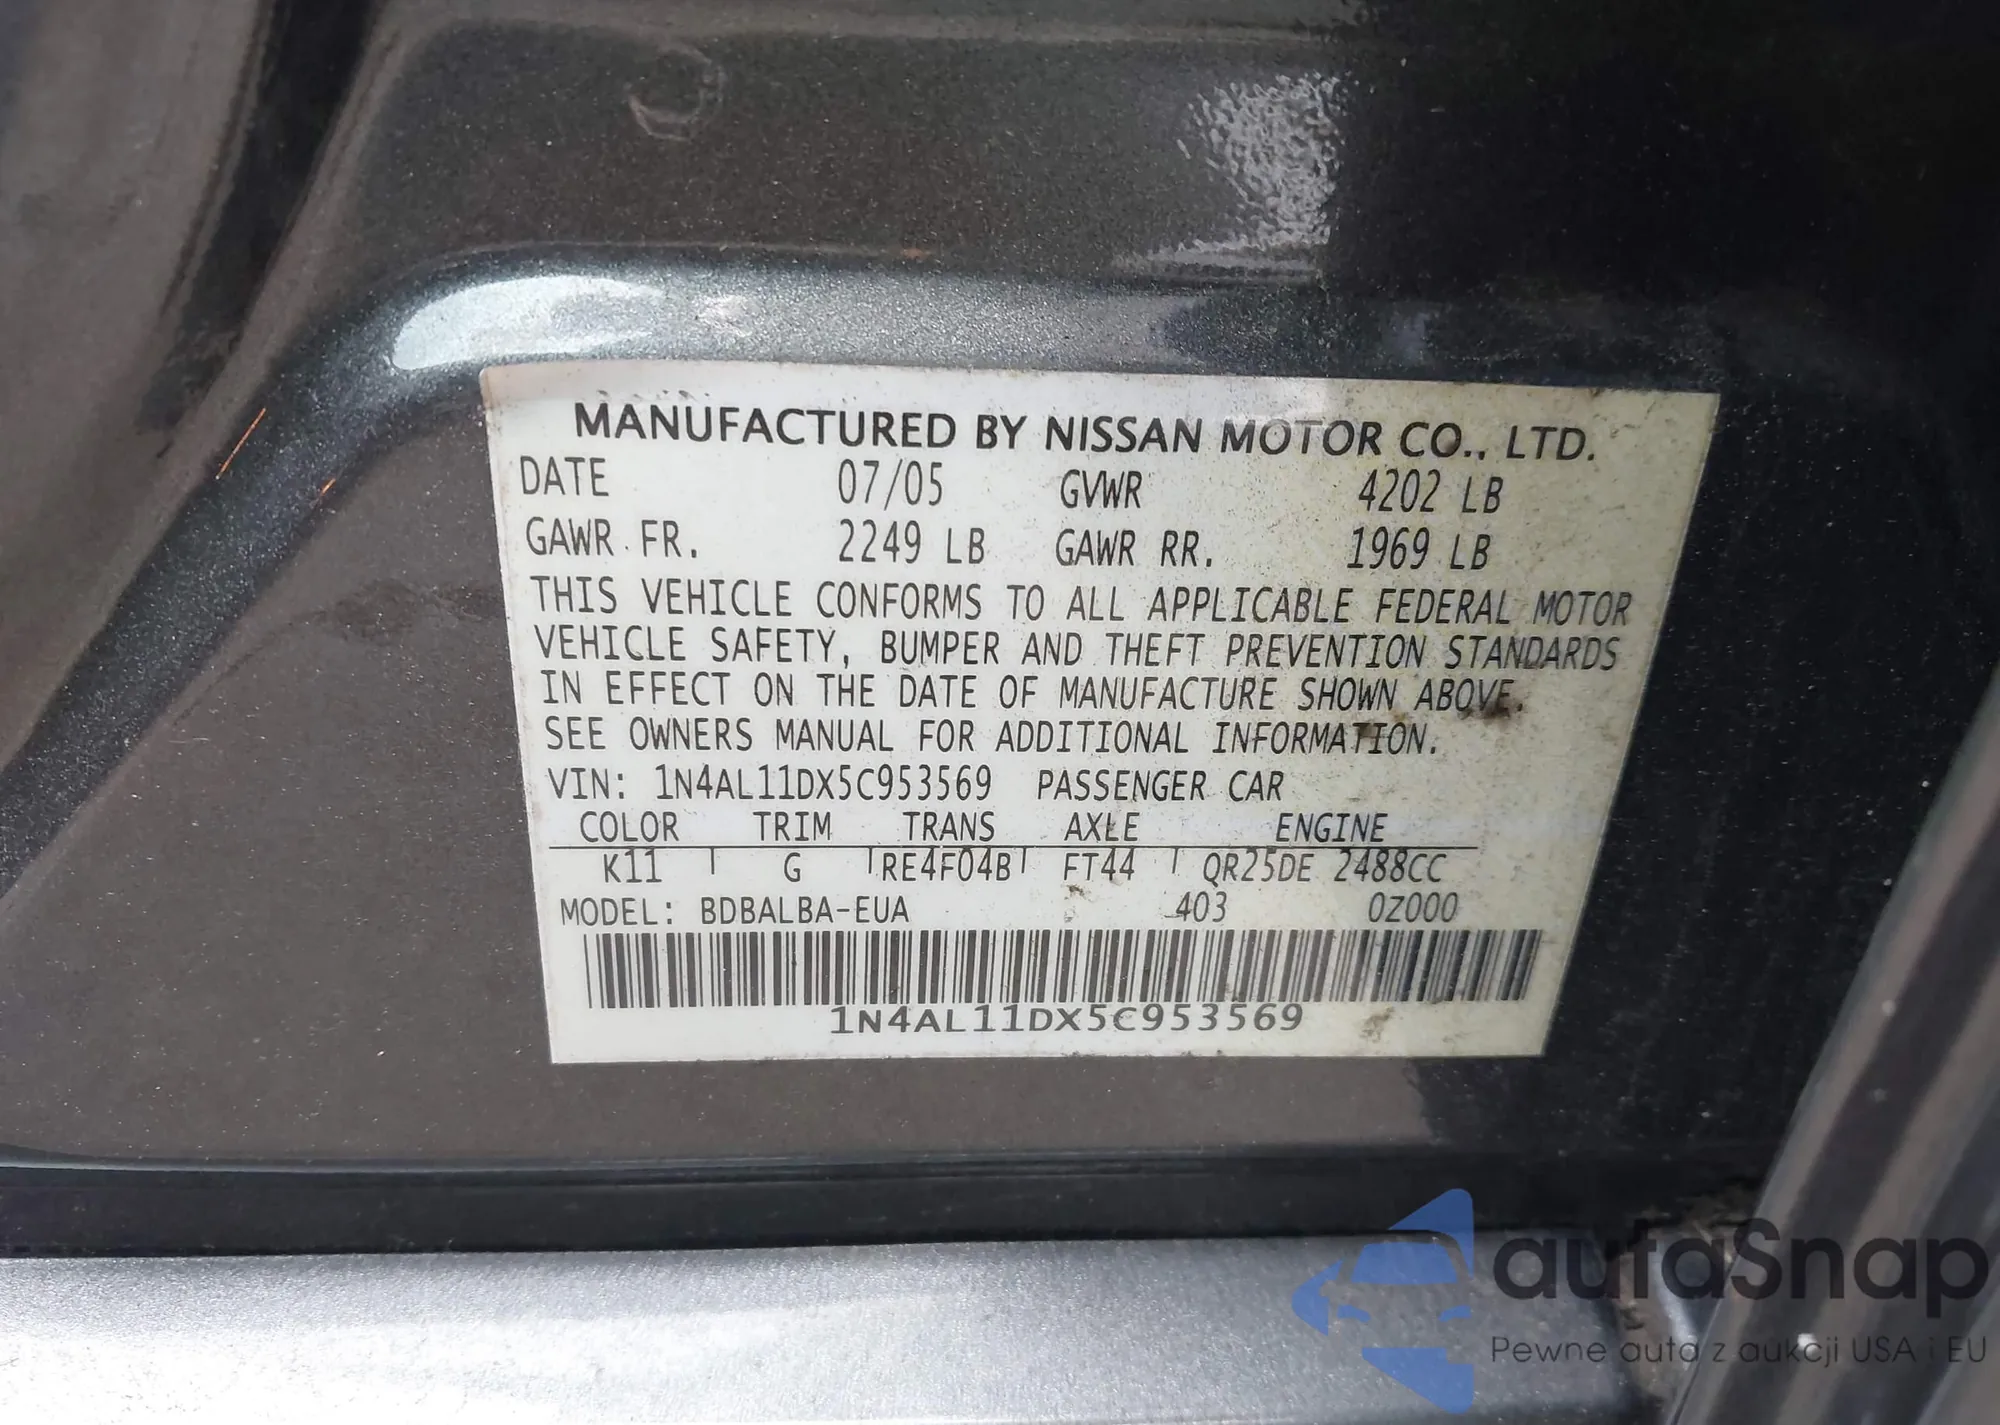 MANUFACTURED BY NISSAN MOTOR CO., LTD.
DATE 07/05 GVWR 4202 LB
GAWR FR. 2249 LB GAWR RR. 1969 LB
THIS VEHICLE CONFORMS TO ALL APPLICABLE FEDERAL MOTOR
VEHICLE SAFETY, BUMPER AND THEFT PREVENTION STANDARDS
IN EFFECT ON THE DATE OF MANUFACTURE SHOWN ABOVE.
SEE OWNERS MANUAL FOR ADDITIONAL INFORMATION.
VIN: 1N4AL11DX5C953569 PASSENGER CAR
COLOR TRIM TRANS AXLE ENGINE
K11 G RE4F04B FT44 QR25DE 2488CC
MODEL: BDBALBA-EUA 403 0Z000
1N4AL11DX5C953569
autaSnap
Pewne auta z aukcji USA i EU